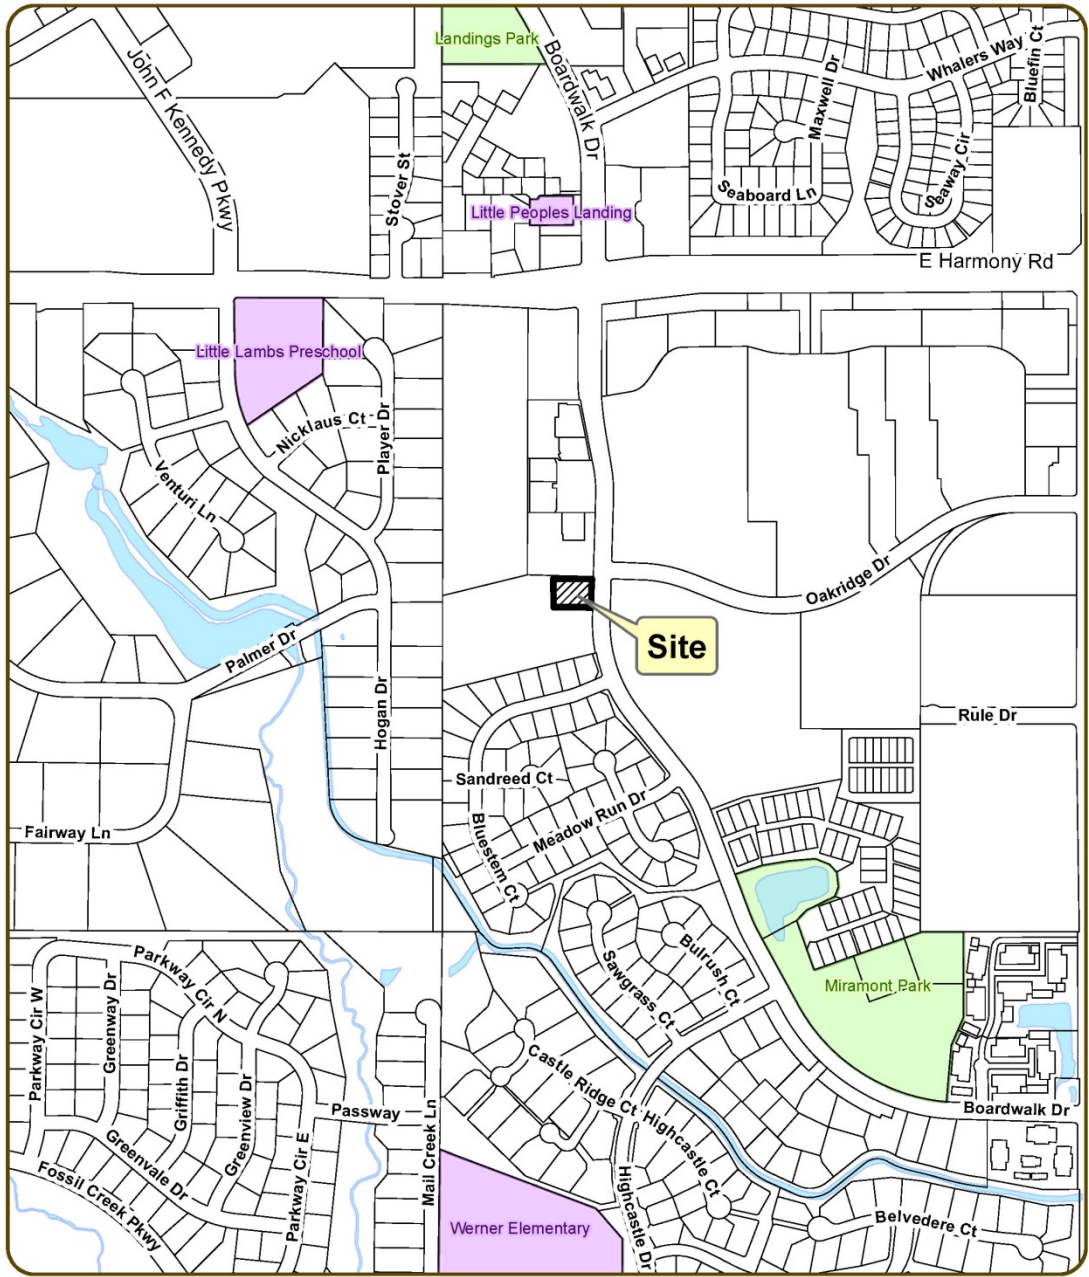 Landings Park
Boardwalk Dr
John F Kennedy Pkwy
Whalers Way
Bluefin Ct
Maxwell Dr
Stover St
Seaboard Ln
Seaway Cir
Little Peoples Landing
E Harmony Rd
Little Lambs Preschool
Nicklaus Ct
Player Dr
Venturi Ln
Oakridge Dr
Site
Palmer Dr
Hogan Dr
Rule Dr
Sandreed Ct
Meadow Run Dr
Fairway Ln
Bluestem Ct
Bulrush Ct
Sawgrass Ct
Miramont Park
Parkway Cir N
Parkway Cir W
Greenway Dr
Griffith Dr
Greenview Dr
Castle Ridge Ct
Passway
Highcastle Ct
Boardwalk Dr
Mail Creek Ln
Greenvale Dr
Parkway Cir E
Fossil Creek Pkwy
Highcastle Dr
Werner Elementary
Belvedere Ct